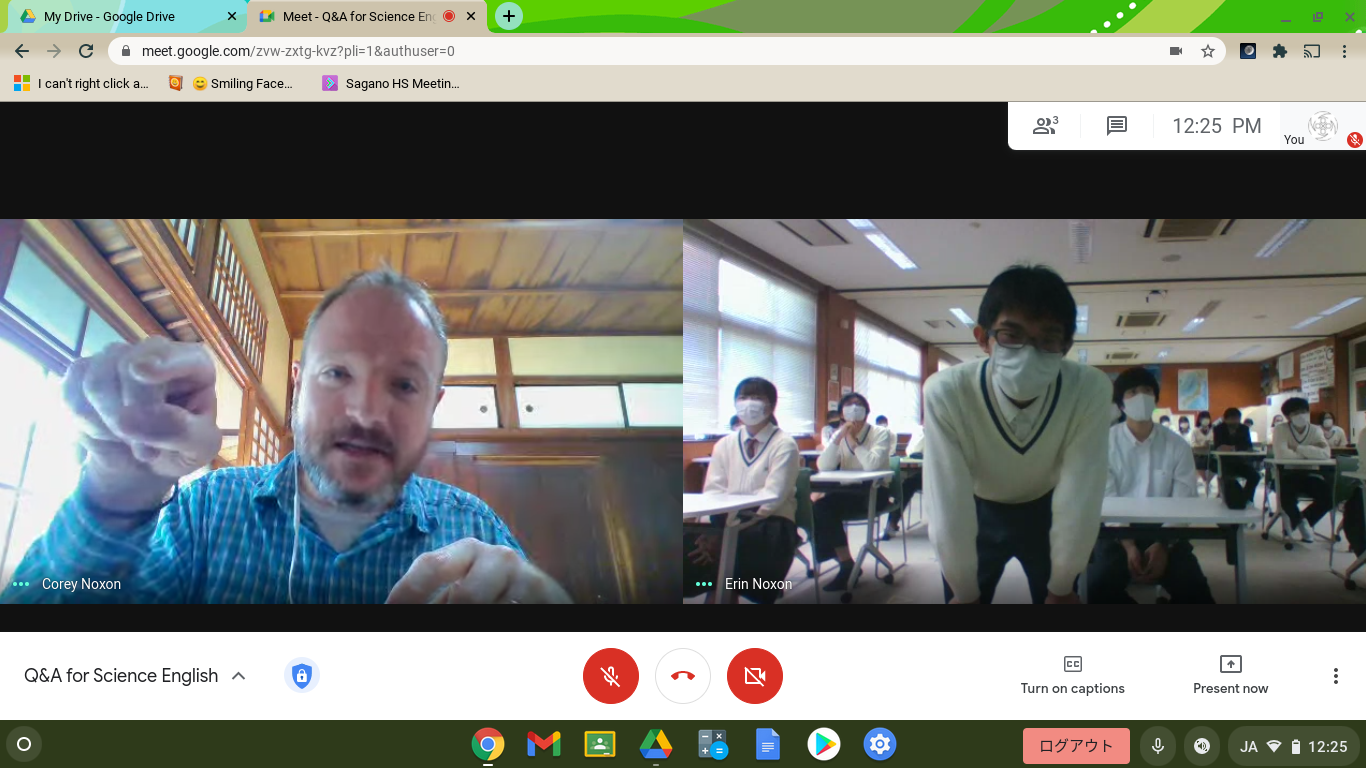 My Drive - Google Drive
Meet - Q&A for Science En
meet.google.com/zvw-zxtg-kvz?pli=1&authuser=0
I can't right click a...
Smiling Face...
Sagano HS Meetin...
3
12:25 PM
You
Corey Noxon
Erin Noxon
Q&A for Science English
CC
Turn on captions
Present now
ログアウト
JA
12:25